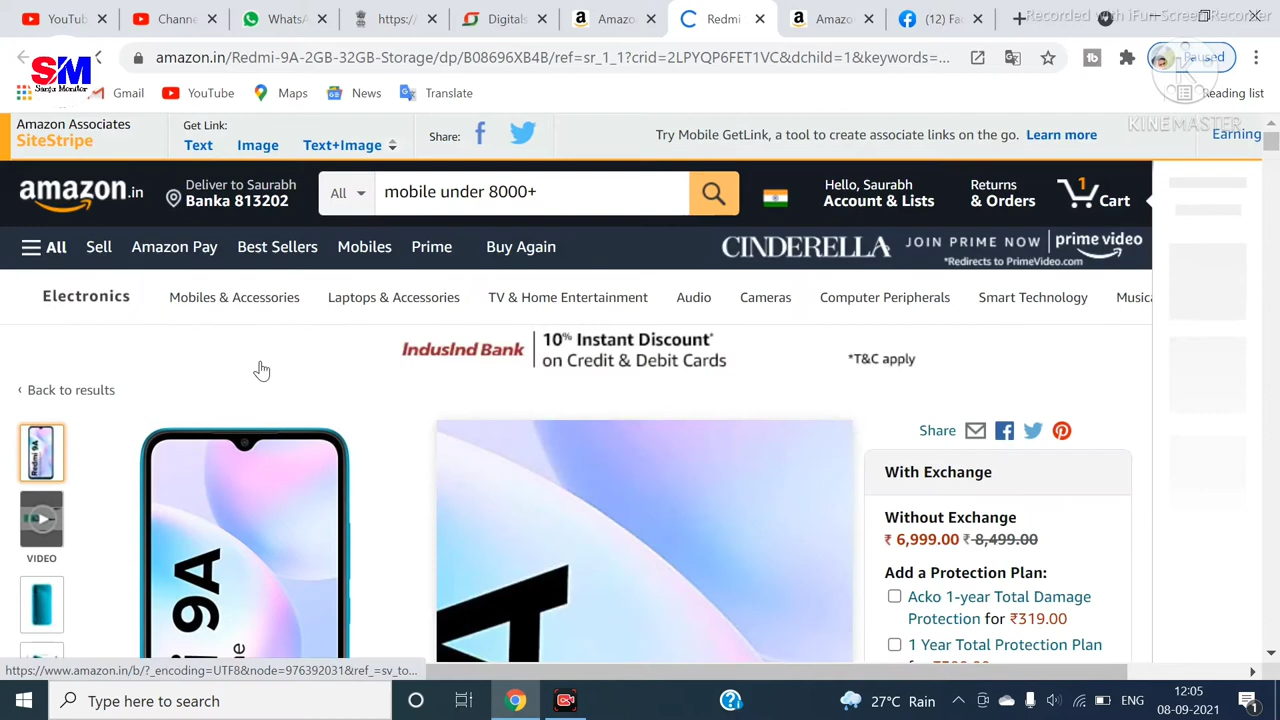 YouTu
Channe
WhatsA
https:/
Digitals
Amazo
Redmi
Amazo
(12) Fa
Recorded with iFun Screen Recorder
amazon.in/Redmi-9A-2GB-32GB-Storage/dp/B08696XB4B/ref=sr_1_1?crid=2LPYQP6FET1VC&dchild=1&keywords=...
Paused
SM
Gmail
YouTube
Maps
News
Translate
Reading list
KINEMASTER
Amazon Associates
SiteStripe
Get Link:
Text
Image
Text+Image
Share:
Try Mobile GetLink, a tool to create associate links on the go. Learn more
Earning
amazon.in
Deliver to Saurabh
Banka 813202
All
mobile under 8000+
Hello, Saurabh
Account & Lists
Returns
& Orders
1
Cart
All
Sell
Amazon Pay
Best Sellers
Mobiles
Prime
Buy Again
CINDERELLA
JOIN PRIME NOW
prime video
*Redirects to PrimeVideo.com
Electronics
Mobiles & Accessories
Laptops & Accessories
TV & Home Entertainment
Audio
Cameras
Computer Peripherals
Smart Technology
Musica
IndusInd Bank
10% Instant Discount*
on Credit & Debit Cards
*T&C apply
‹ Back to results
Share
Redmi 9A
VIDEO
9A
With Exchange
Without Exchange
₹ 6,999.00 ₹ 8,499.00
Add a Protection Plan:
Acko 1-year Total Damage
Protection for ₹319.00
1 Year Total Protection Plan
https://www.amazon.in/b/?_encoding=UTF8&node=976392031&ref_=sv_to...
Type here to search
27°C Rain
ENG
12:05
08-09-2021
1